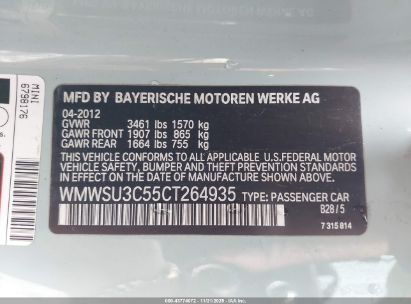 MINI
6798176
MFD BY BAYERISCHE MOTOREN WERKE AG
04-2012
GVWR 3461 lbs 1570 kg
GAWR FRONT 1907 lbs 865 kg
GAWR REAR 1664 lbs 755 kg
THIS VEHICLE CONFORMS TO ALL APPLICABLE U.S.FEDERAL MOTOR
VEHICLE SAFETY, BUMPER, AND THEFT PREVENTION STANDARDS
IN EFFECT ON THE DATE OF MANUFACTURE SHOWN ABOVE.
WMWSU3C55CT264935 TYPE: PASSENGER CAR
B28 / 5
7 315 814